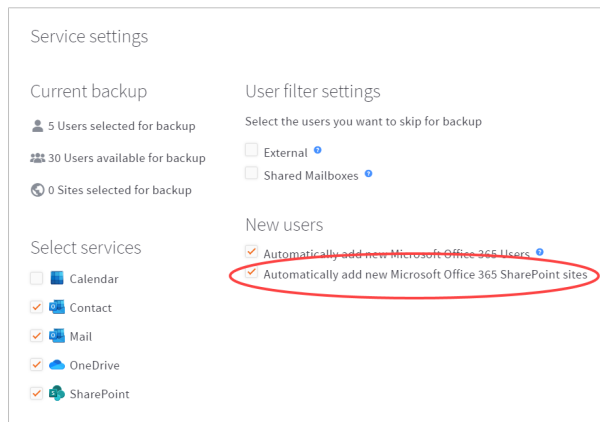 Service settings
Current backup
5 Users selected for backup
30 Users available for backup
0 Sites selected for backup
Select services
Calendar
Contact
Mail
OneDrive
SharePoint
User filter settings
Select the users you want to skip for backup
External ?
Shared Mailboxes ?
New users
Automatically add new Microsoft Office 365 Users ?
Automatically add new Microsoft Office 365 SharePoint sites